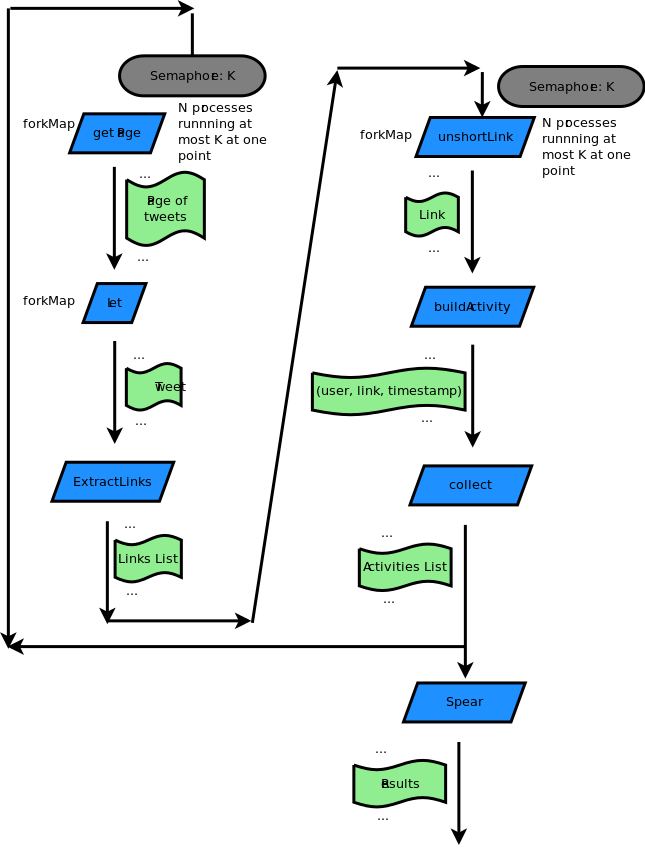 Semaphore: K
N processes
runnning at
most K at one
point
forkMap
get Page
...
Page of
tweets
...
forkMap
Let
...
Tweet
...
ExtractLinks
...
Links List
...
Semaphore: K
N processes
runnning at
most K at one
point
forkMap
unshortLink
...
Link
...
buildActivity
...
(user, link, timestamp)
...
collect
...
Activities List
...
Spear
...
Results
...